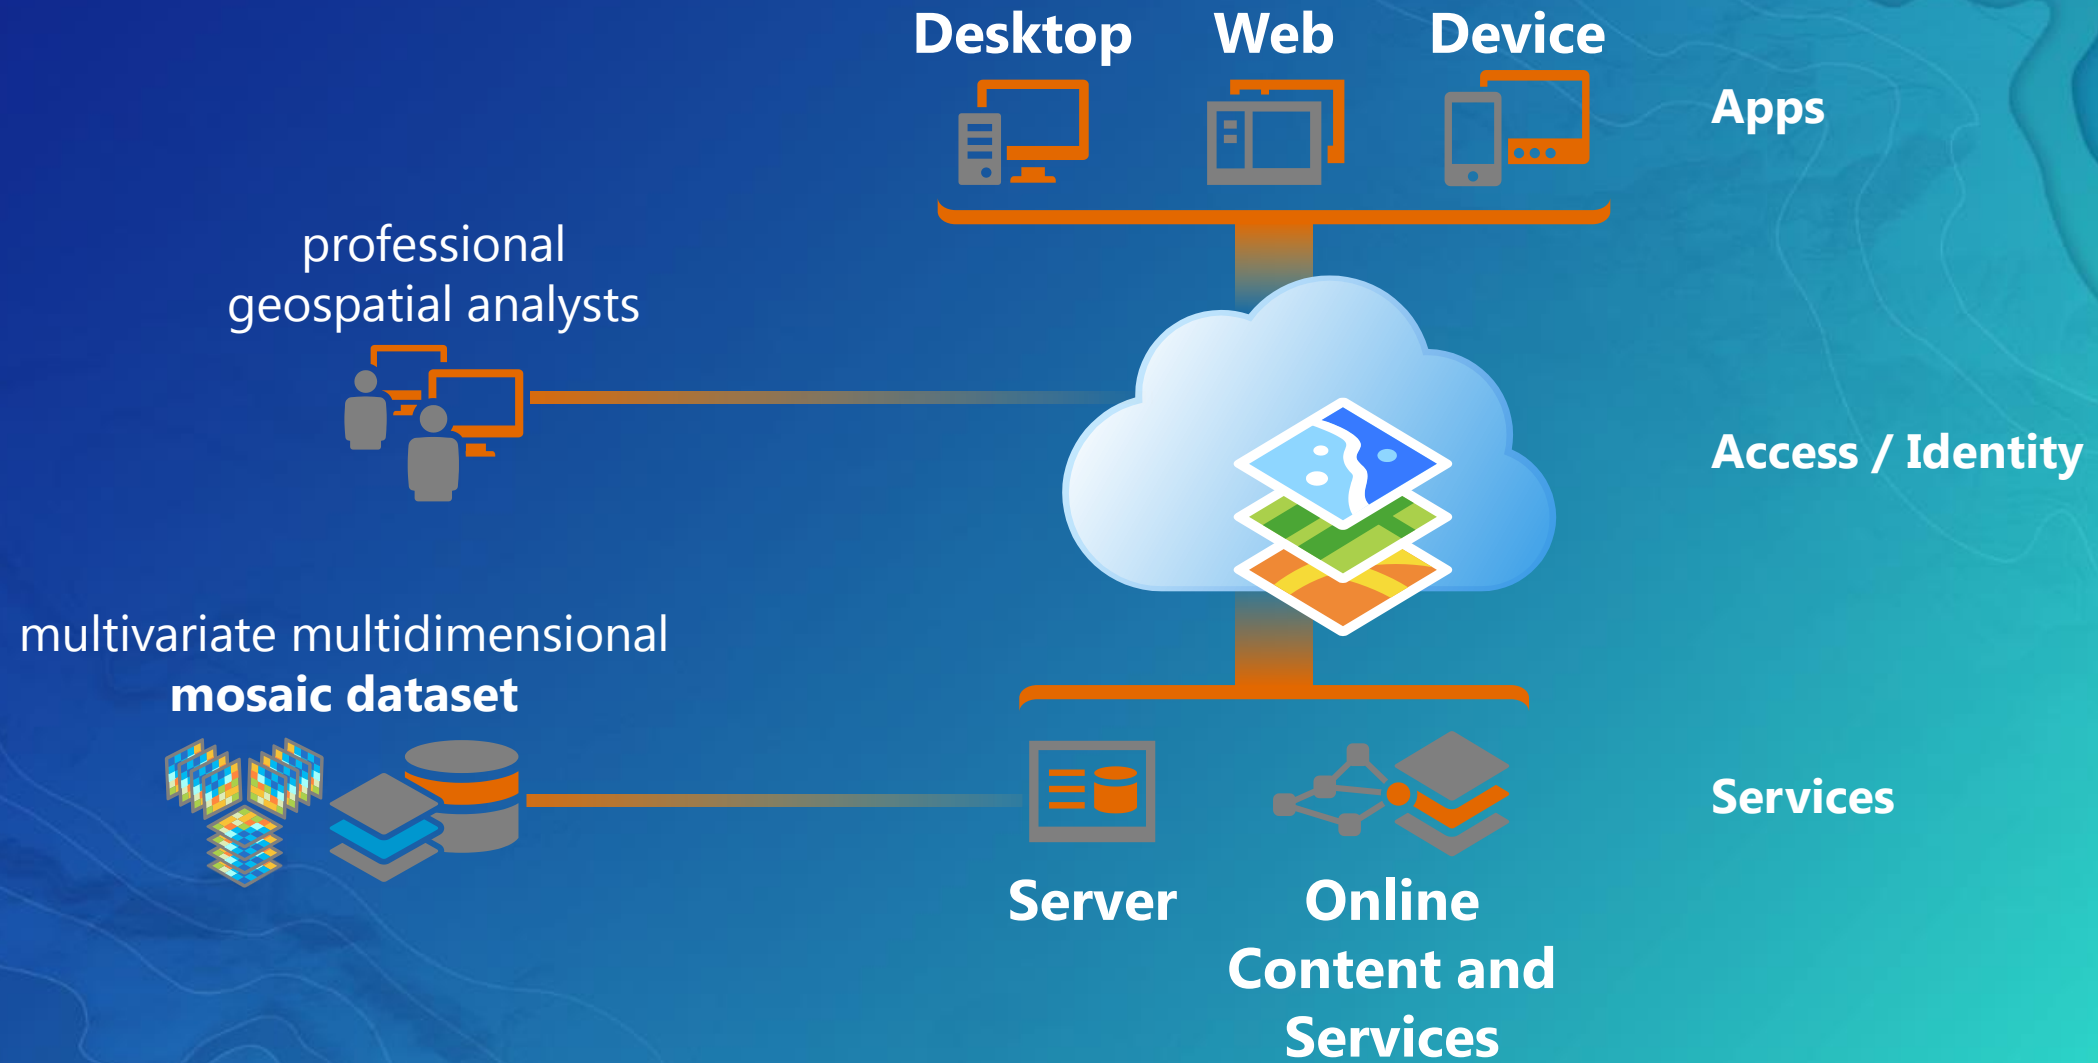 Desktop
Web
Device
Apps
professional
geospatial analysts
Access / Identity
multivariate multidimensional
mosaic dataset
Services
Server
Online
Content and
Services